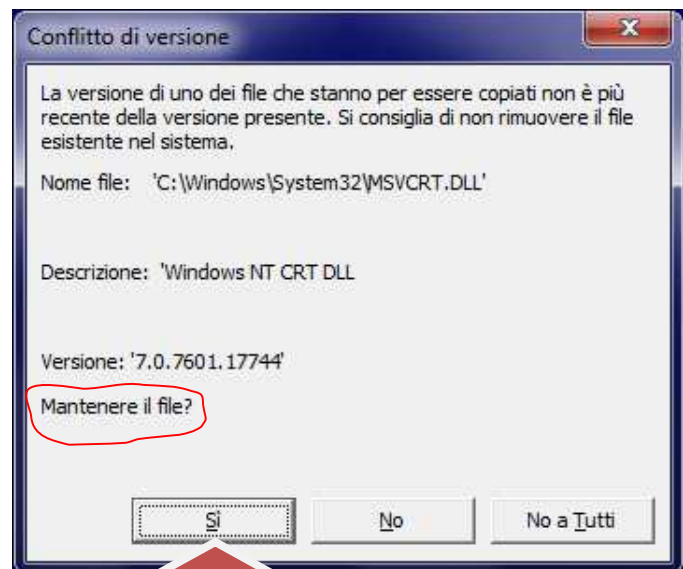 Conflitto di versione
La versione di uno dei file che stanno per essere copiati non è più
recente della versione presente. Si consiglia di non rimuovere il file
esistente nel sistema.
Nome file: 'C:\Windows\System32\MSVCRT.DLL'
Descrizione: 'Windows NT CRT DLL
Versione: '7.0.7601.17744'
Mantenere il file?
Sì No No a Tutti